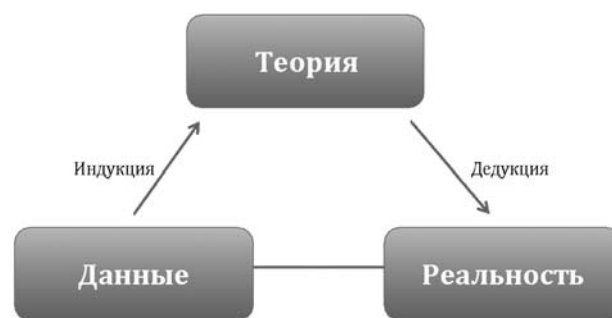 Теория
Индукция
Дедукция
Данные
Реальность